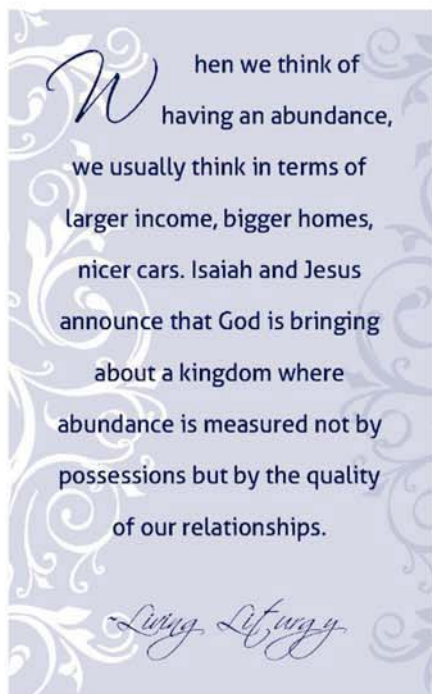 When we think of
having an abundance,
we usually think in terms of
larger income, bigger homes,
nicer cars. Isaiah and Jesus
announce that God is bringing
about a kingdom where
abundance is measured not by
possessions but by the quality
of our relationships.
~Living Liturgy